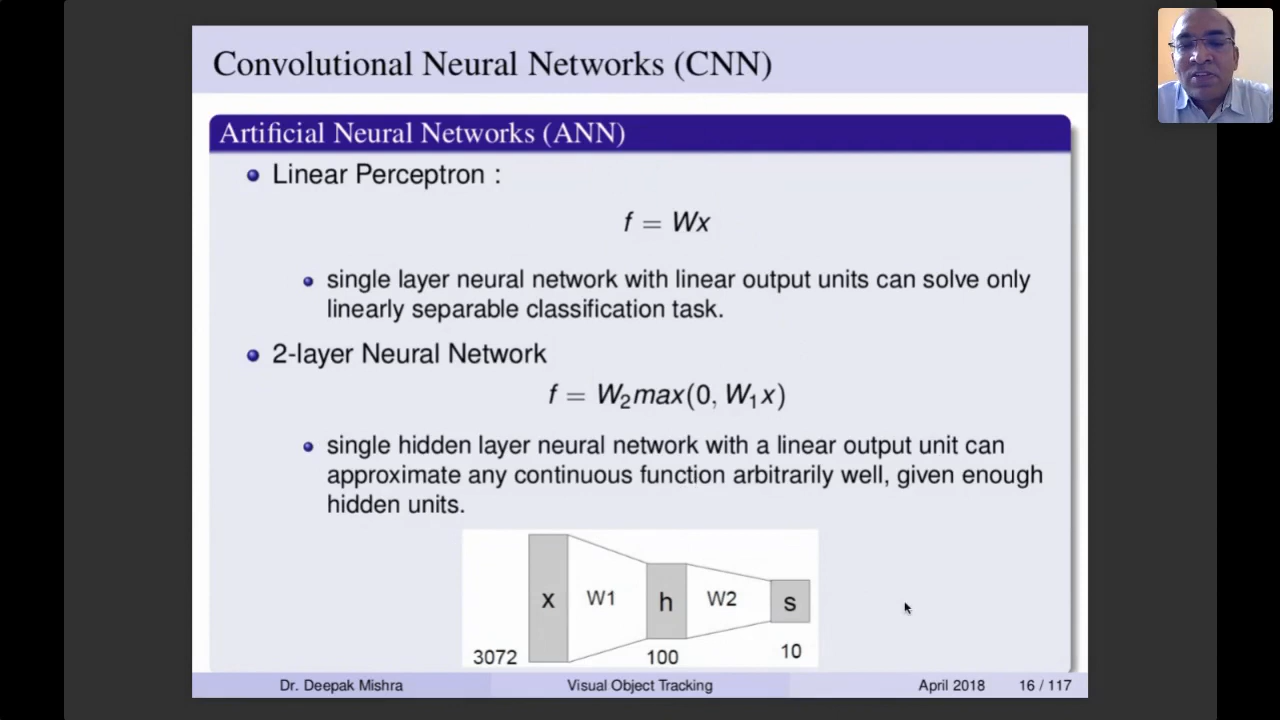 Convolutional Neural Networks (CNN)
Artificial Neural Networks (ANN)
Linear Perceptron :
f = Wx
single layer neural network with linear output units can solve only
linearly separable classification task.
2-layer Neural Network
f = W₂max(0, W₁x)
single hidden layer neural network with a linear output unit can
approximate any continuous function arbitrarily well, given enough
hidden units.
x W1 h W2 s
3072 100 10
Dr. Deepak Mishra Visual Object Tracking April 2018 16 / 117